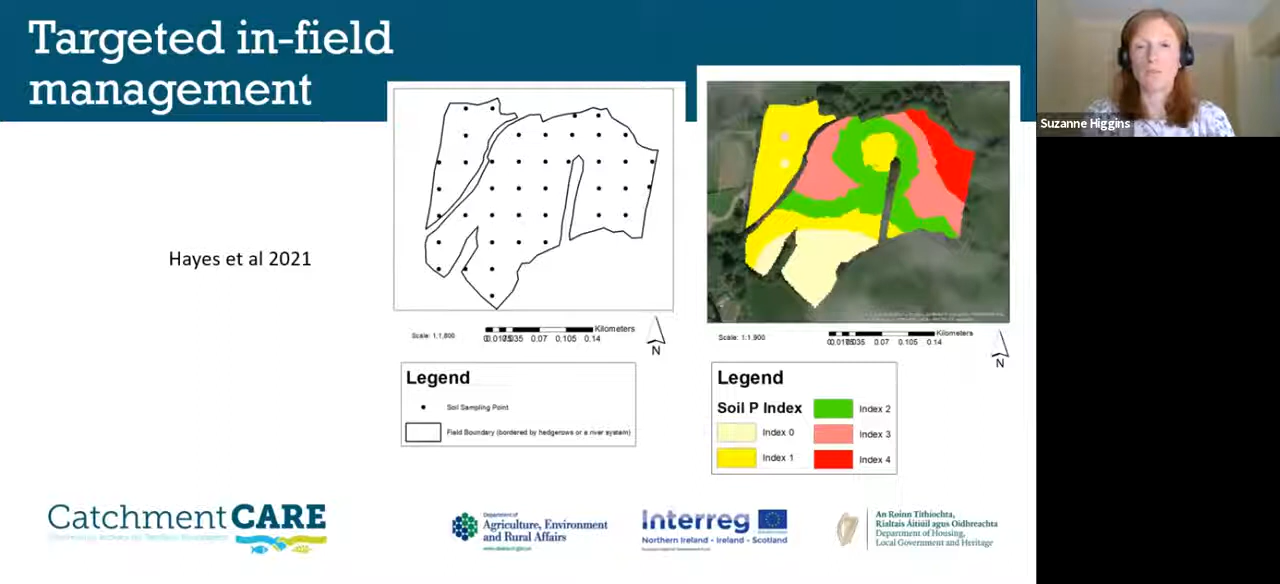 Targeted in-field
management
Suzanne Higgins
Hayes et al 2021
Scale: 1:1,800
Kilometers
0.07 0.105 0.14
N
Legend
Soil Sampling Point
Field Boundary (bordered by hedgerows or a river system)
Scale: 1:1,900
Kilometers
0.07 0.105 0.14
N
Legend
Soil P Index
Index 0
Index 1
Index 2
Index 3
Index 4
CatchmentCARE
Department of
Agriculture, Environment
and Rural Affairs
Interreg
Northern Ireland - Ireland - Scotland
An Roinn Tithíochta,
Rialtais Áitiúil agus Oidhreachta
Department of Housing,
Local Government and Heritage